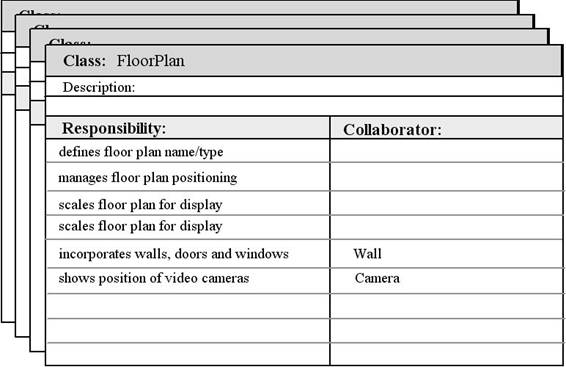 Class:
Class:
Class:
Class: FloorPlan
Description:
Responsibility: Collaborator:
defines floor plan name/type
manages floor plan positioning
scales floor plan for display
scales floor plan for display
incorporates walls, doors and windows Wall
shows position of video cameras Camera